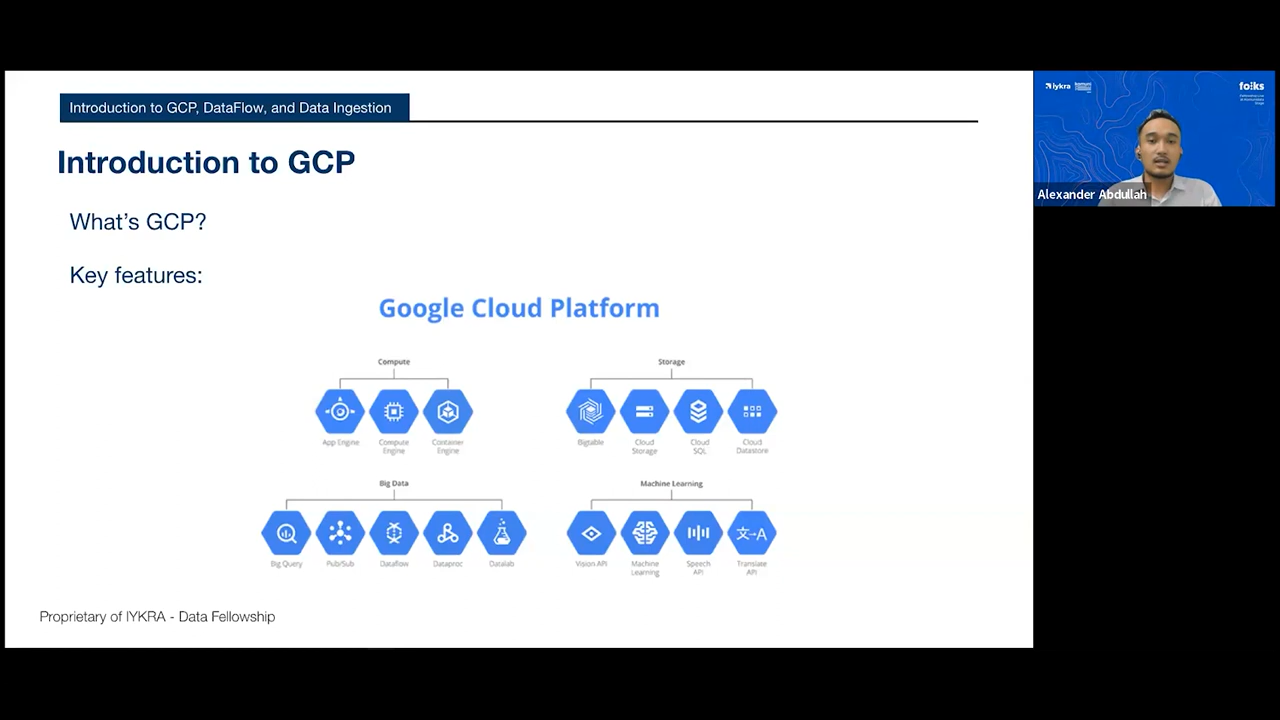 Introduction to GCP, DataFlow, and Data Ingestion
Introduction to GCP
What's GCP?
Key features:
Google Cloud Platform
Compute
App Engine
Compute
Engine
Container
Engine
Storage
Bigtable
Cloud
Storage
Cloud
SQL
Cloud
Datastore
Big Data
Big Query
Pub/Sub
Dataflow
Dataproc
Datalab
Machine Learning
Vision API
Machine
Learning
Speech
API
Translate
API
文→A
Proprietary of IYKRA - Data Fellowship
iykra
fo:ks
Alexander Abdullah